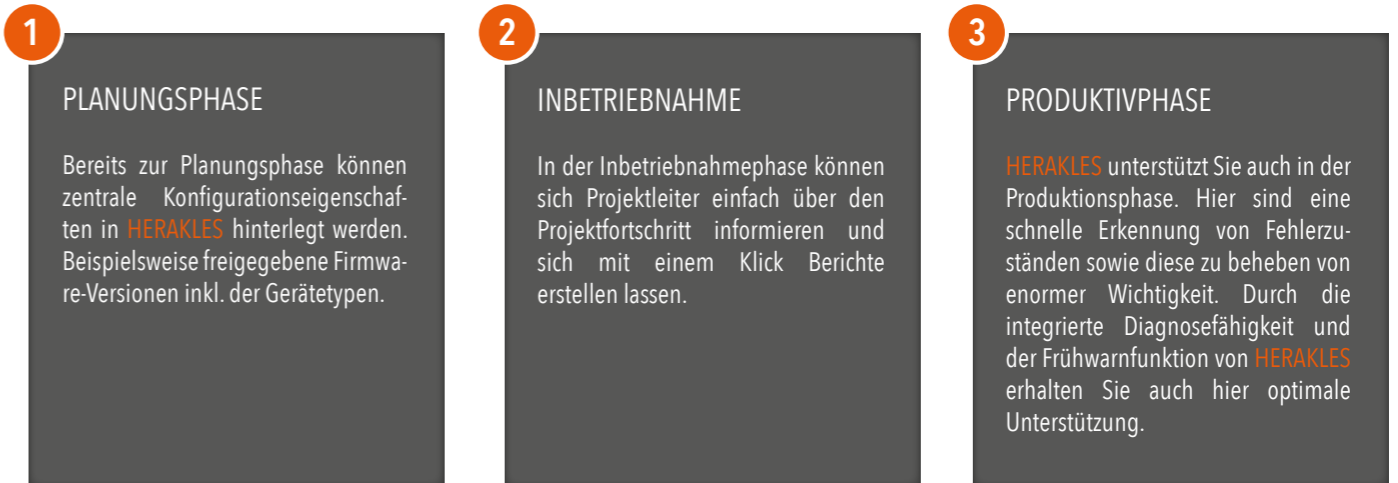 1
PLANUNGSPHASE
Bereits zur Planungsphase können
zentrale Konfigurationseigenschaf-
ten in HERAKLES hinterlegt werden.
Beispielsweise freigegebene Firmwa-
re-Versionen inkl. der Gerätetypen.
2
INBETRIEBNAHME
In der Inbetriebnahmephase können
sich Projektleiter einfach über den
Projektfortschritt informieren und
sich mit einem Klick Berichte
erstellen lassen.
3
PRODUKTIVPHASE
HERAKLES unterstützt Sie auch in der
Produktionsphase. Hier sind eine
schnelle Erkennung von Fehlerzu-
ständen sowie diese zu beheben von
enormer Wichtigkeit. Durch die
integrierte Diagnosefähigkeit und
der Frühwarnfunktion von HERAKLES
erhalten Sie auch hier optimale
Unterstützung.